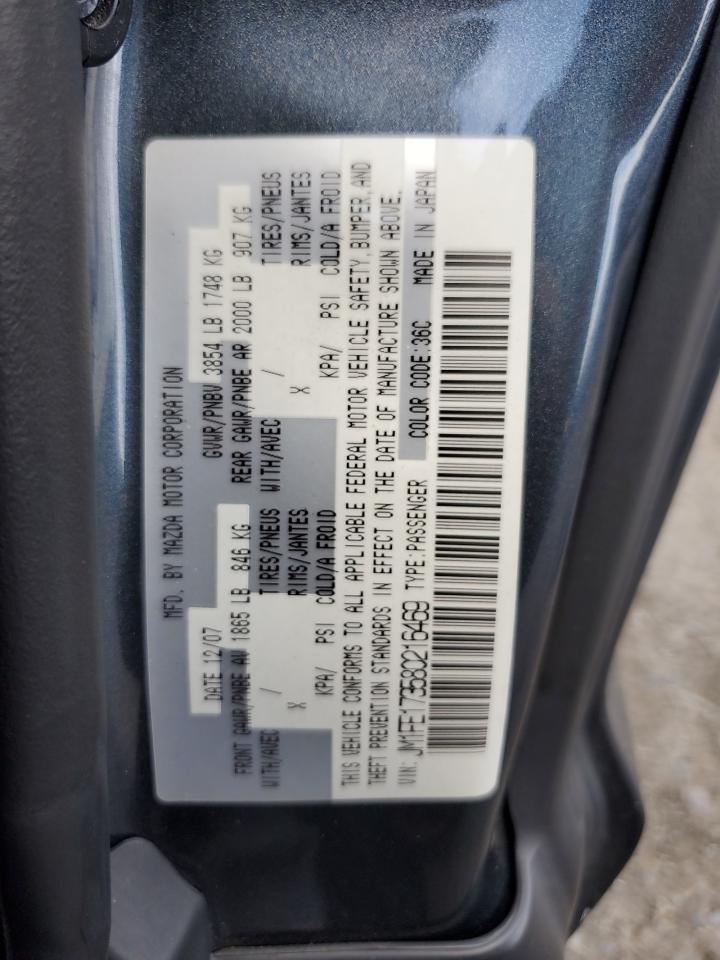 MFD. BY MAZDA MOTOR CORPORATION
DATE 12/07 GVWR/PNBV 3854 LB 1748 KG
FRONT GAWR/PNBE AV 1865 LB 846 KG REAR GAWR/PNBE AR 2000 LB 907 KG
WITH/AVEC / TIRES/PNEUS WITH/AVEC / TIRES/PNEUS
X RIMS/JANTES X RIMS/JANTES
KPA/ PSI COLD/A FROID KPA/ PSI COLD/A FROID
THIS VEHICLE CONFORMS TO ALL APPLICABLE FEDERAL MOTOR VEHICLE SAFETY, BUMPER, AND
THEFT PREVENTION STANDARDS IN EFFECT ON THE DATE OF MANUFACTURE SHOWN ABOVE.
VIN: JM1FE173580216469 TYPE:PASSENGER COLOR CODE:36C MADE IN JAPAN